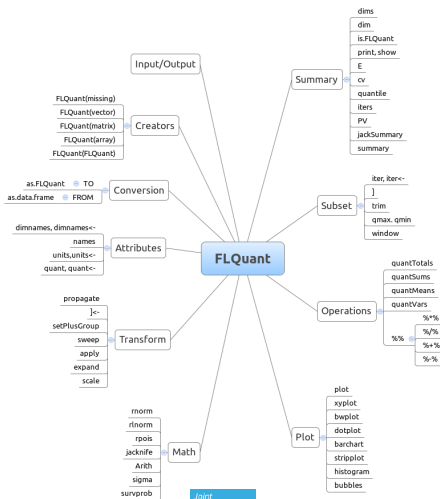 FLQuant
Input/Output
Creators
FLQuant(missing)
FLQuant(vector)
FLQuant(matrix)
FLQuant(array)
FLQuant(FLQuant)
Conversion
as.FLQuant
TO
as.data.frame
FROM
Attributes
dimnames, dimnames<-
names
units,units<-
quant, quant<-
Transform
propagate
]<-
setPlusGroup
sweep
apply
expand
scale
Math
rnorm
rlnorm
rpois
jacknife
Arith
sigma
survprob
Summary
dims
dim
is.FLQuant
print, show
E
cv
quantile
iters
PV
jackSummary
summary
Subset
iter, iter<-
]
trim
qmax. qmin
window
Operations
quantTotals
quantSums
quantMeans
quantVars
%%
%*%
%/%
%+%
%-%
Plot
plot
xyplot
bwplot
dotplot
barchart
stripplot
histogram
bubbles
Joint